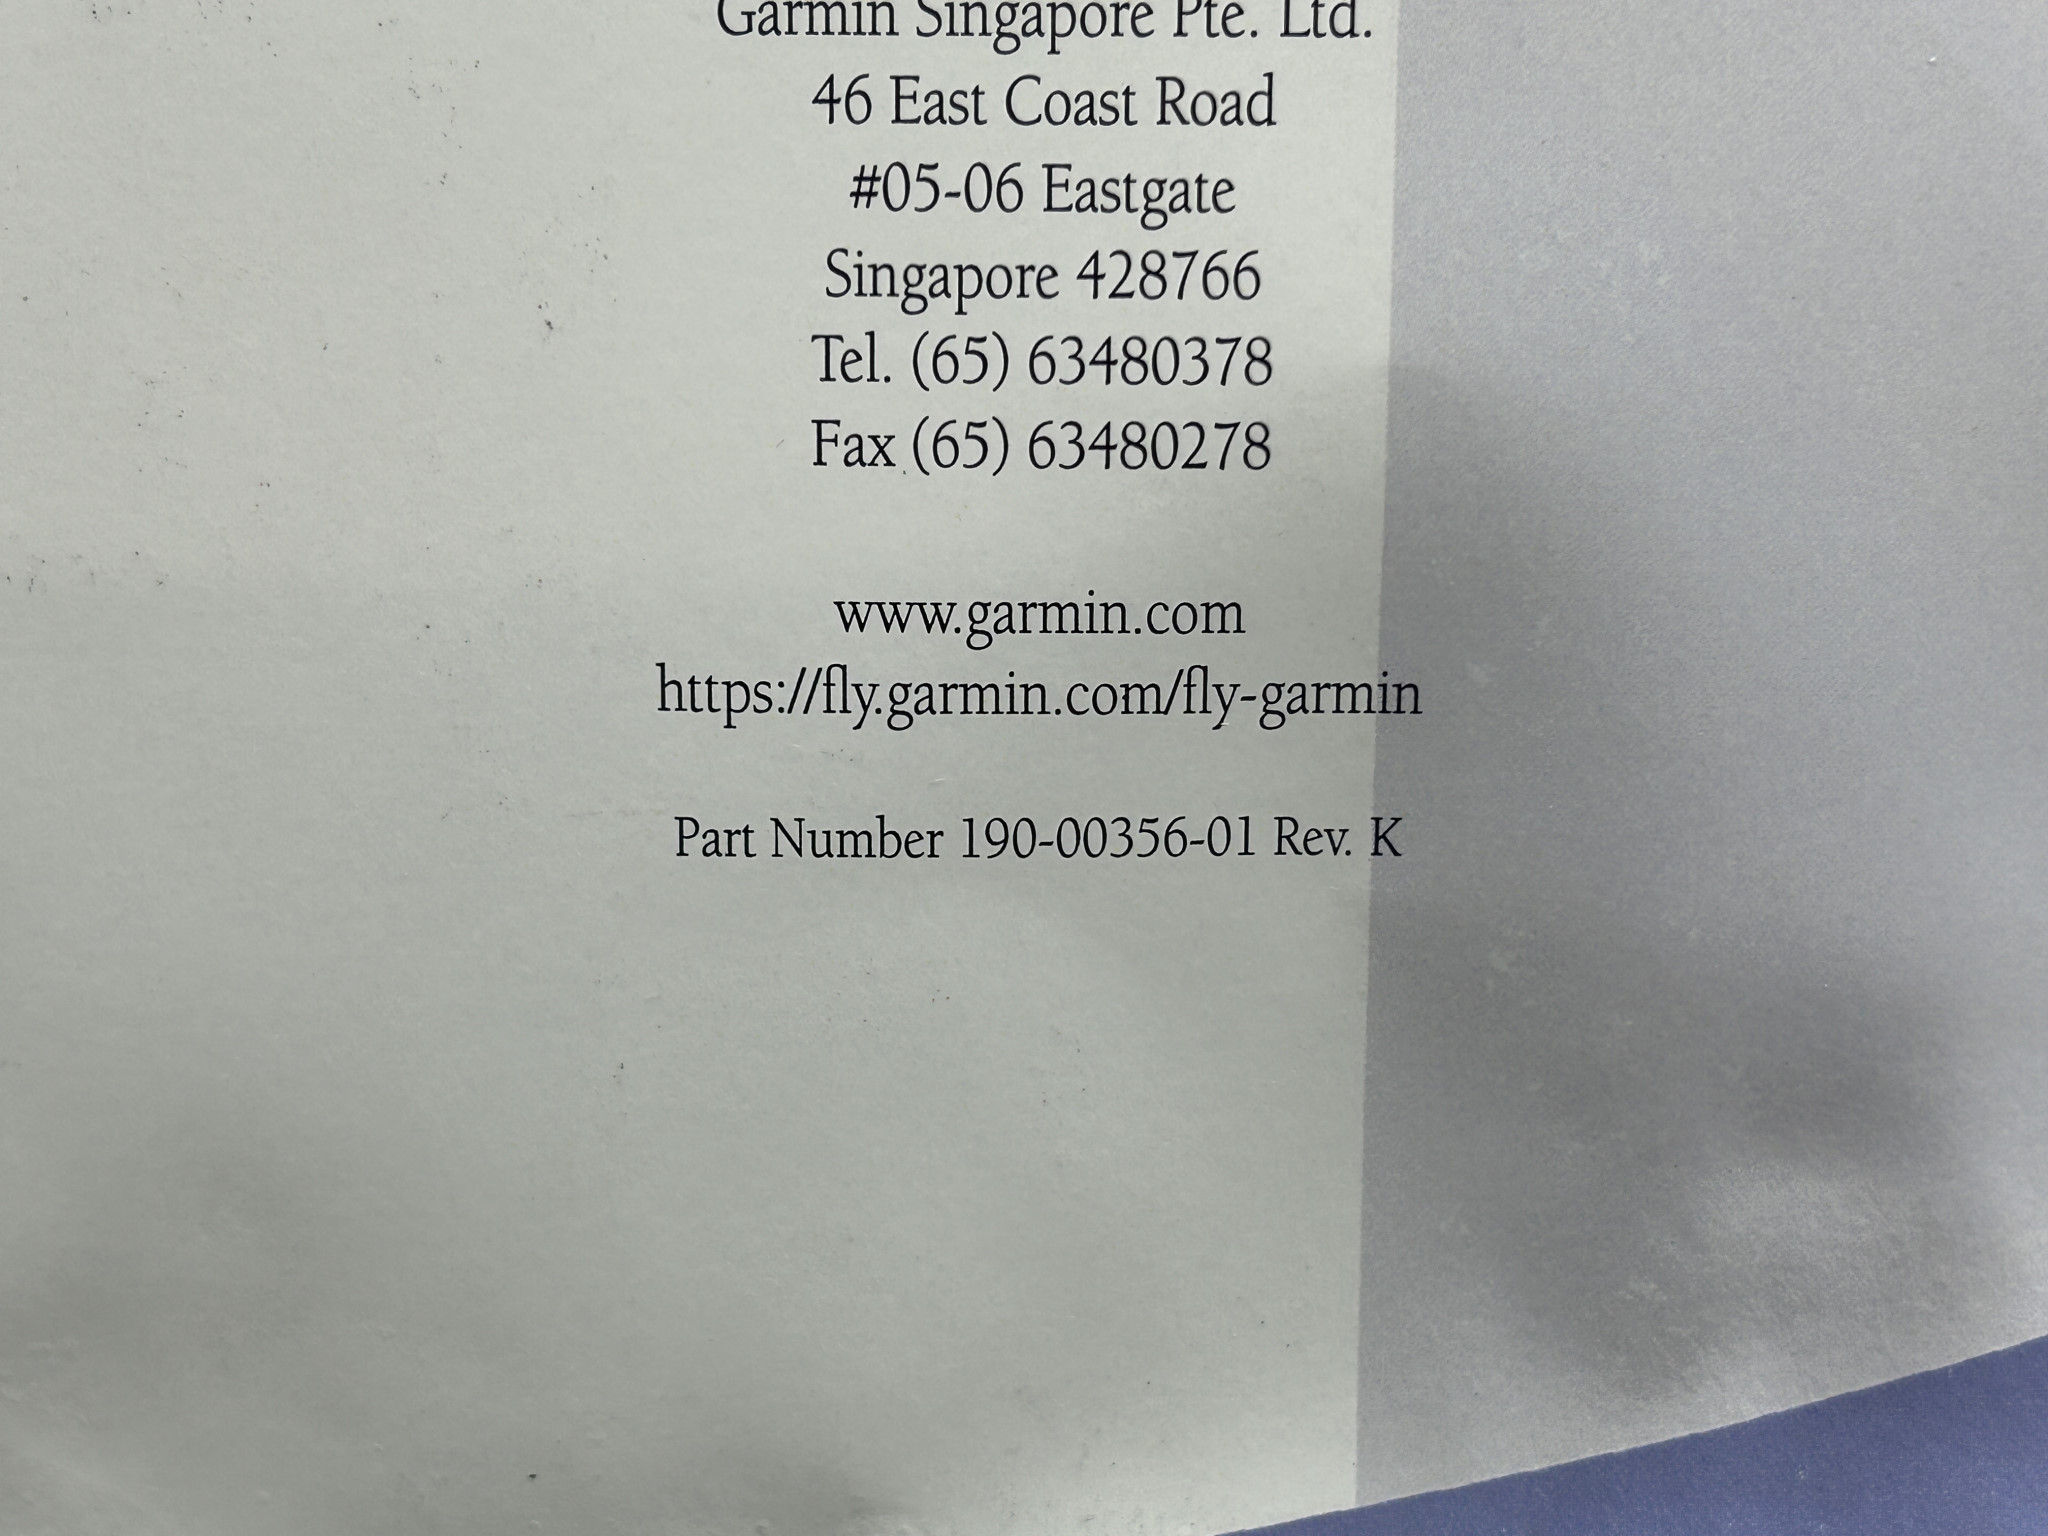 Garmin Singapore Pte. Ltd.
46 East Coast Road
#05-06 Eastgate
Singapore 428766
Tel. (65) 63480378
Fax (65) 63480278
www.garmin.com
https://fly.garmin.com/fly-garmin
Part Number 190-00356-01 Rev. K